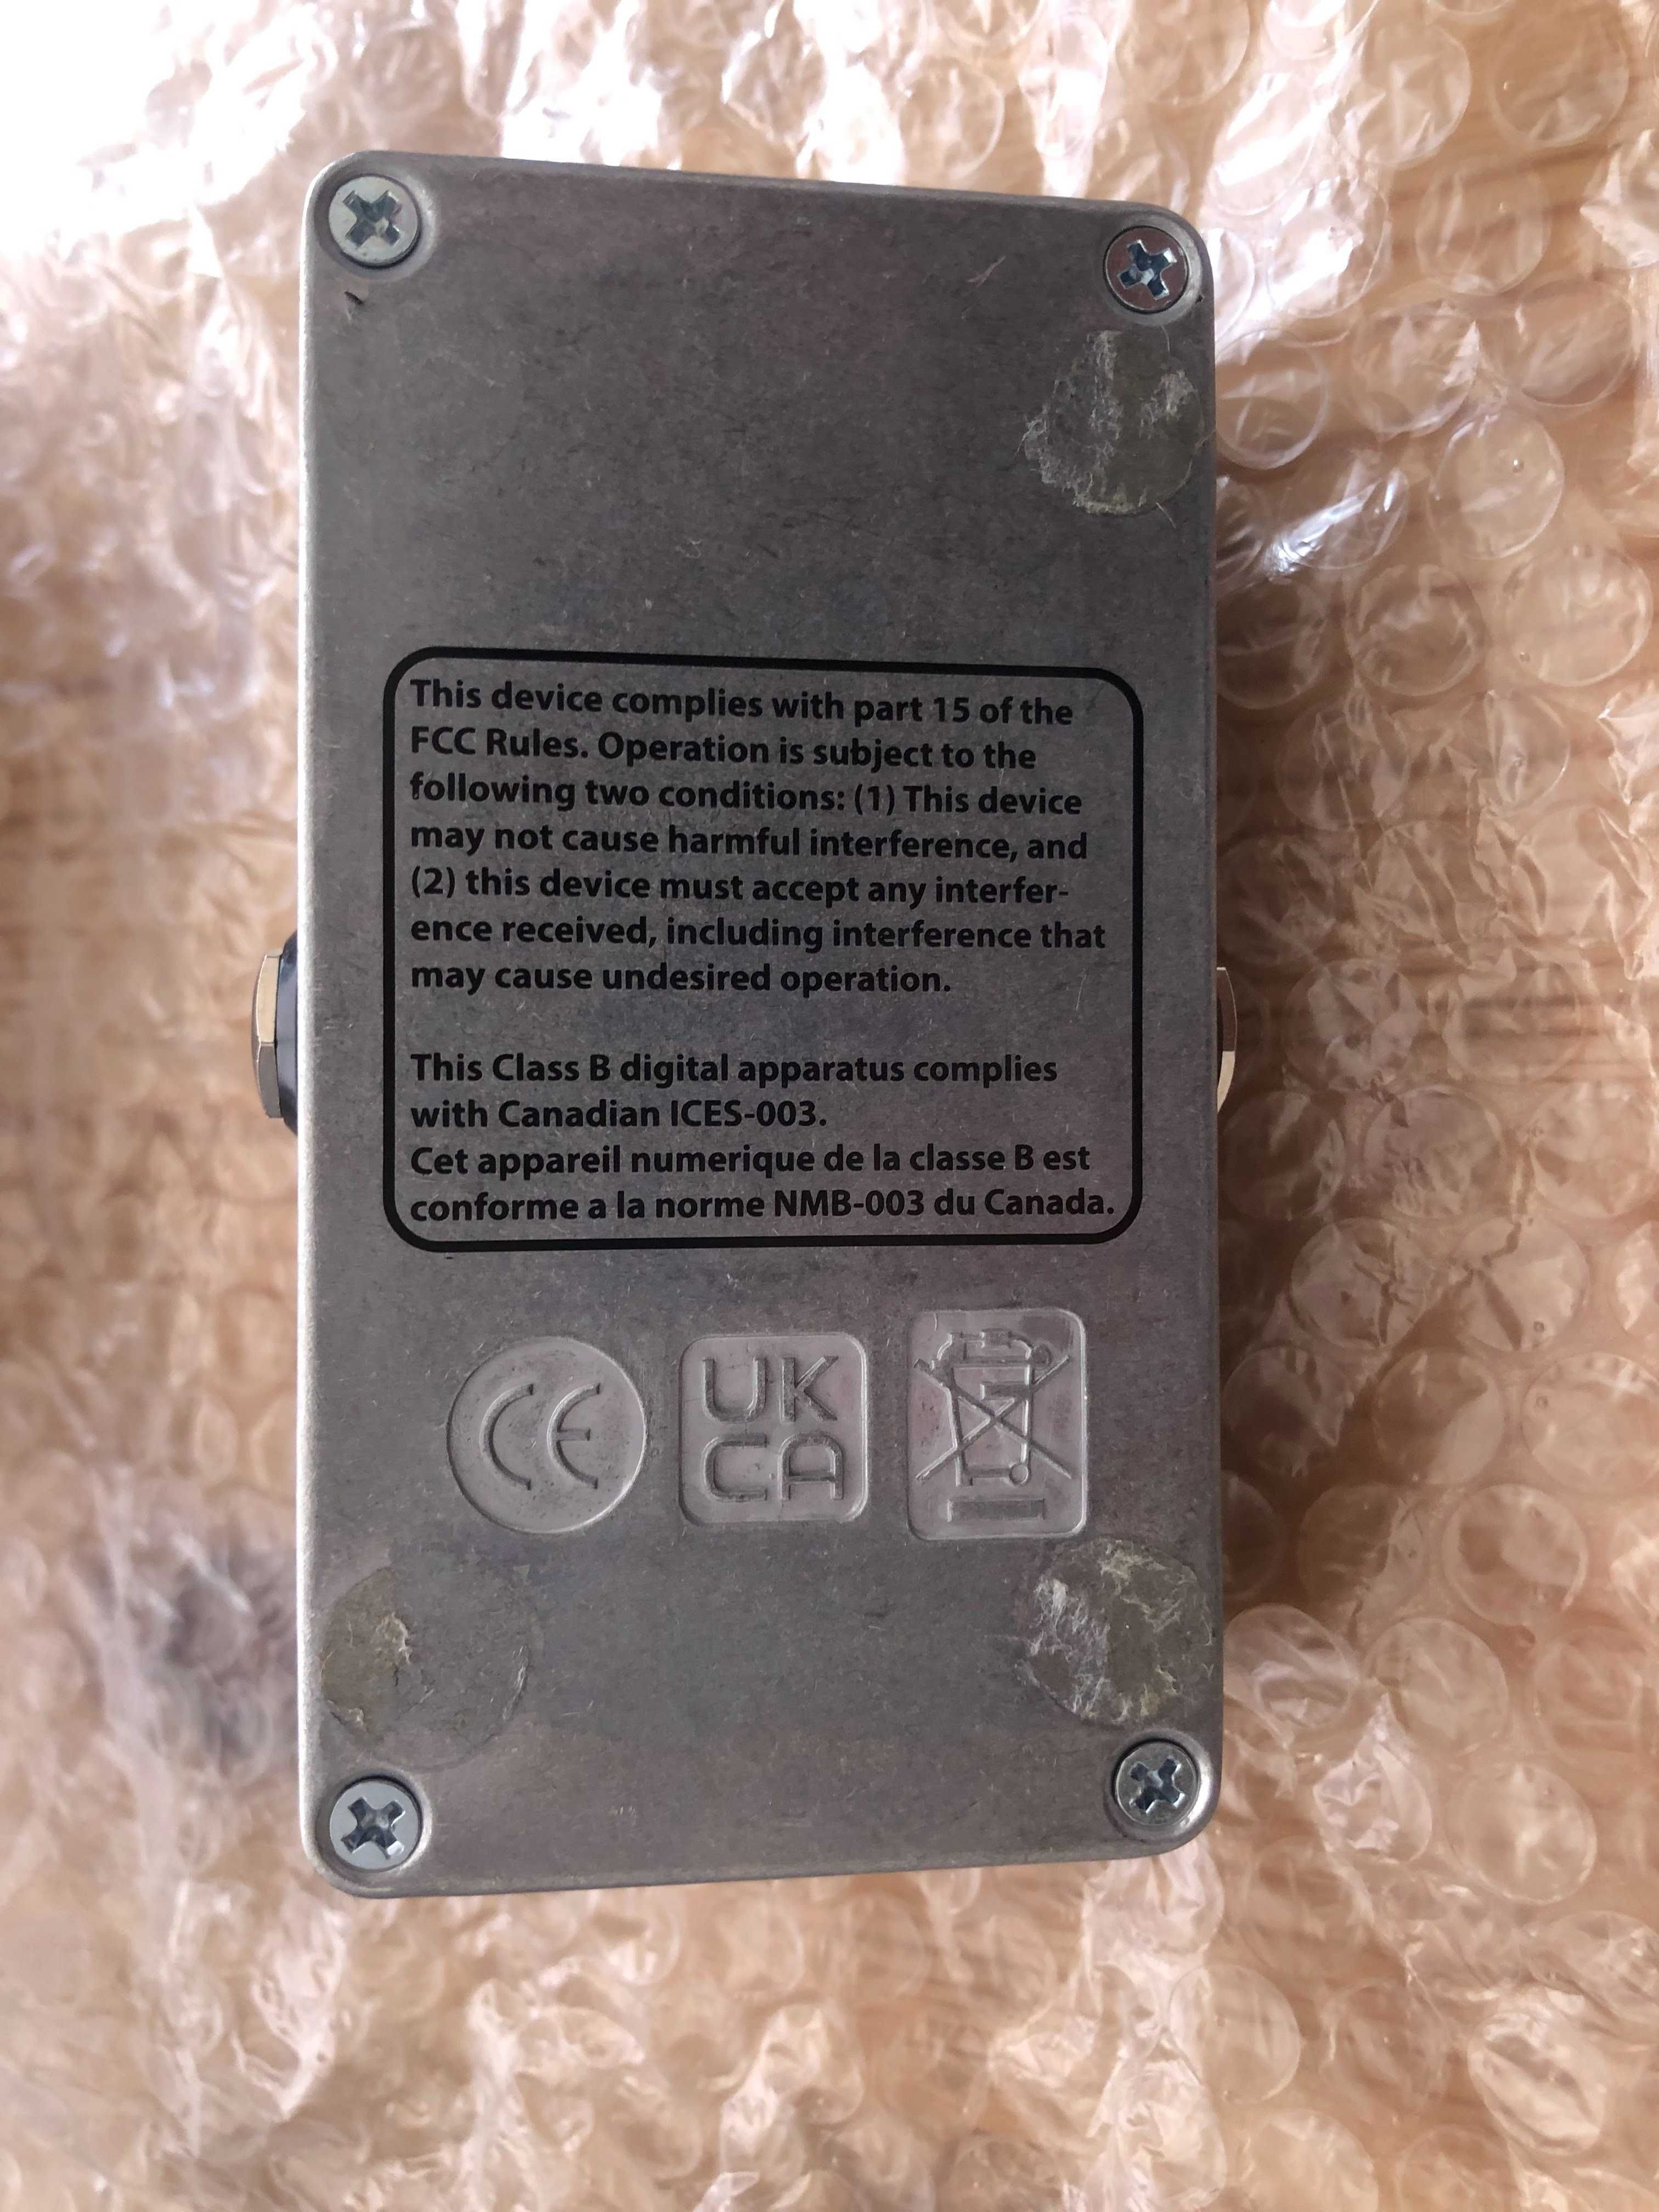 This device complies with part 15 of the
FCC Rules. Operation is subject to the
following two conditions: (1) This device
may not cause harmful interference, and
(2) this device must accept any interfer-
ence received, including interference that
may cause undesired operation.
This Class B digital apparatus complies
with Canadian ICES-003.
Cet appareil numerique de la classe B est
conforme a la norme NMB-003 du Canada.
CE
UK
CA